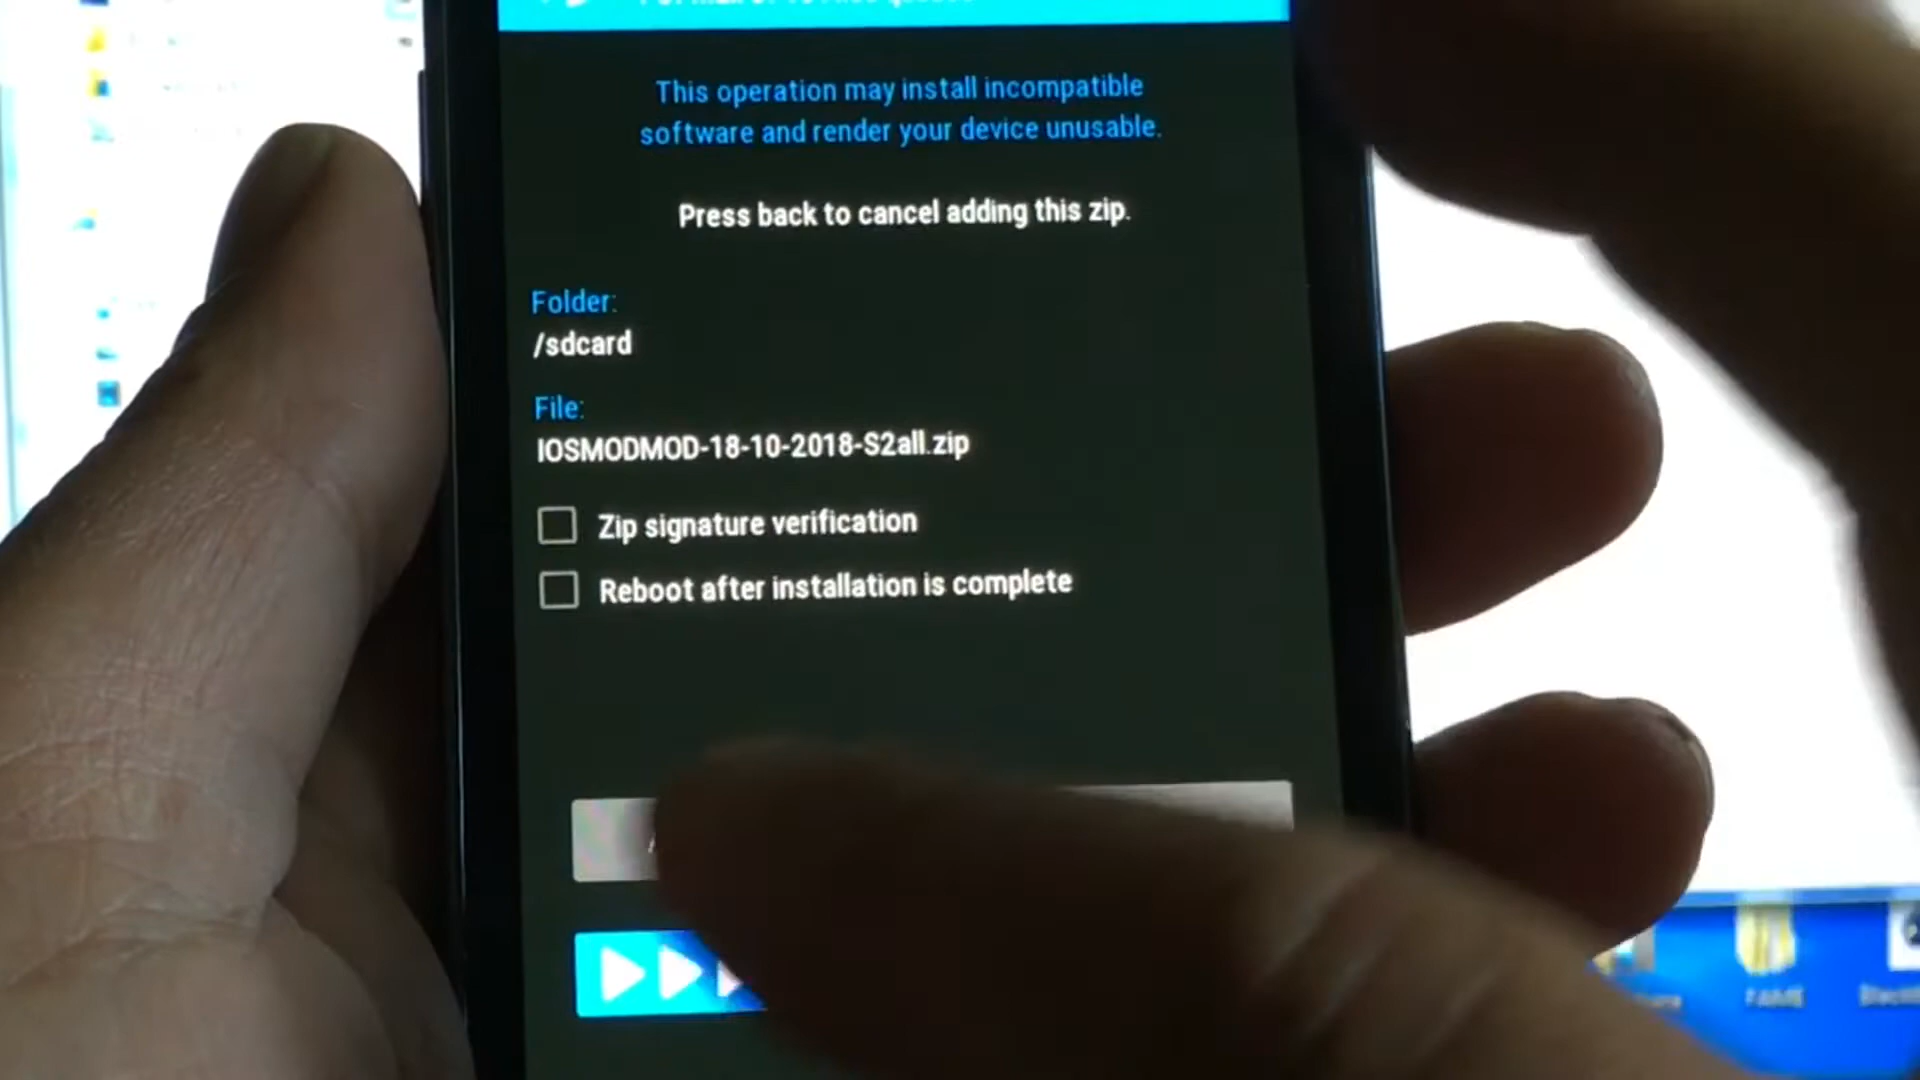 This operation may install incompatible
software and render your device unusable.
Press back to cancel adding this zip.
Folder:
/sdcard
File:
IOSMODMOD-18-10-2018-S2all.zip
Zip signature verification
Reboot after installation is complete
FAME